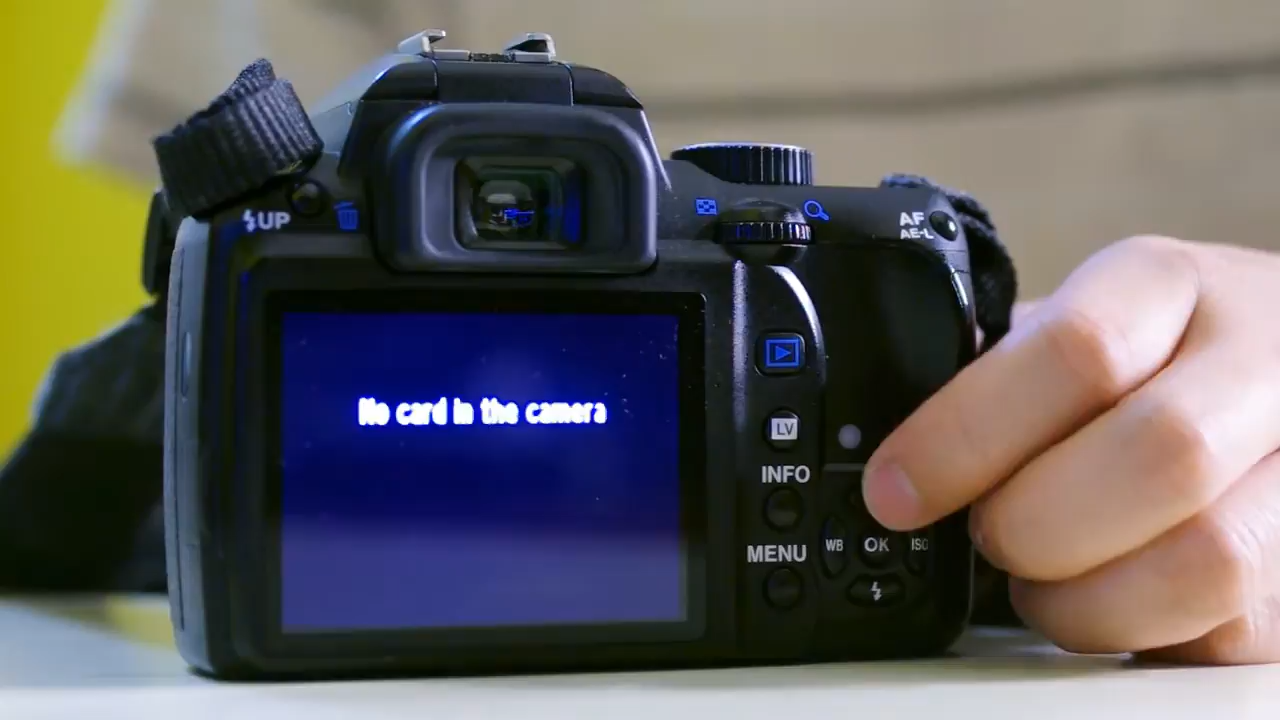 UP
AF
AE-L
No card in the camera
LV
INFO
MENU
WB
OK
ISO